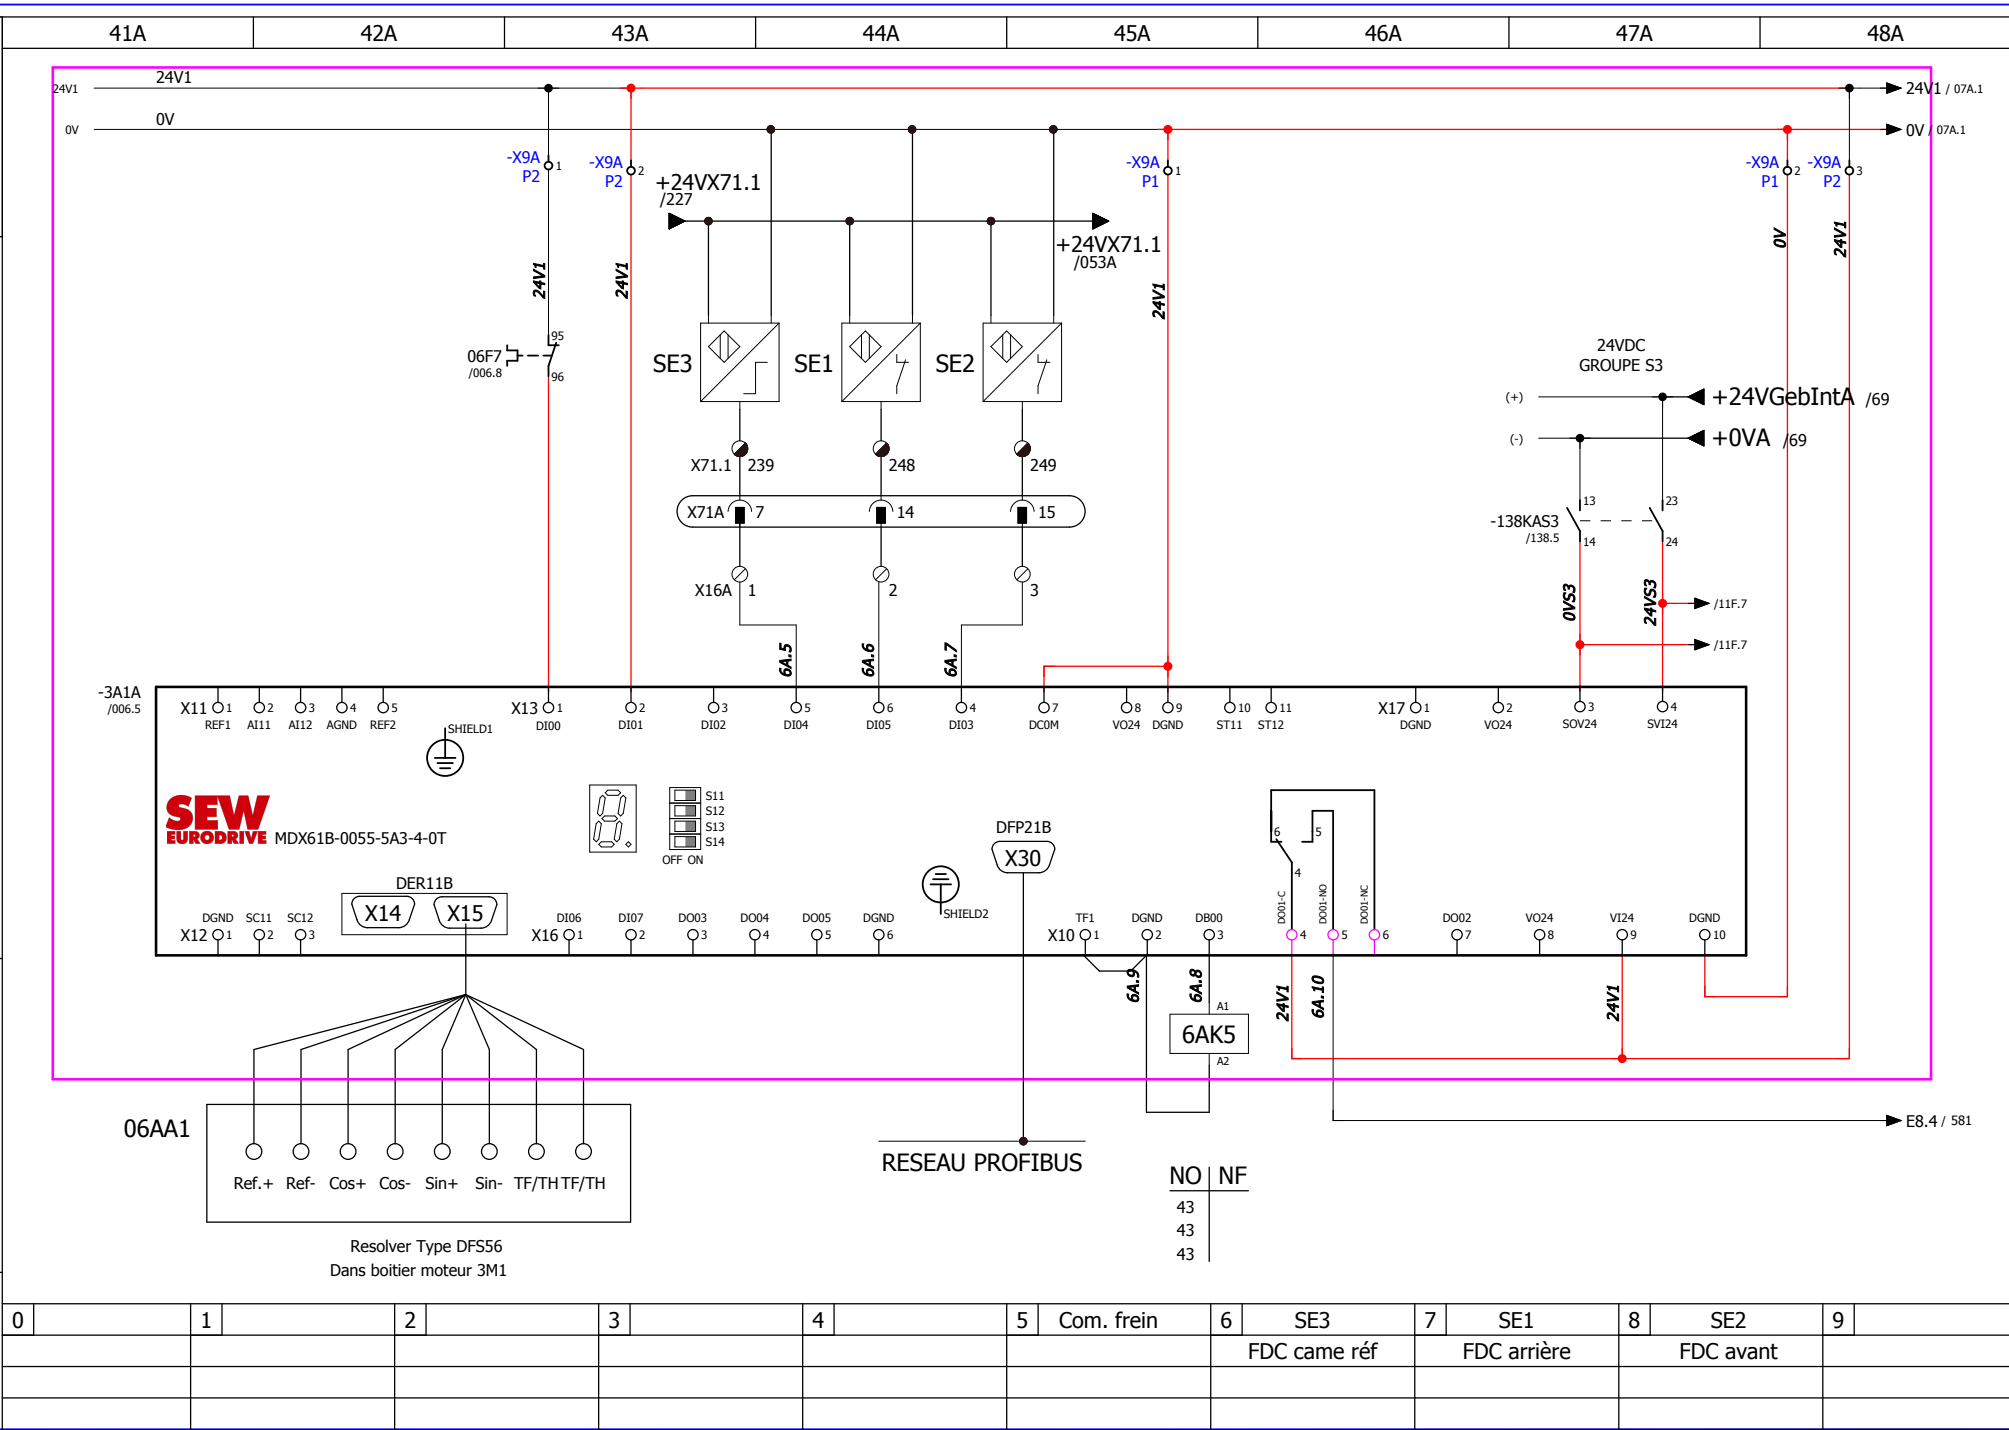 41A 42A 43A 44A 45A 46A 47A 48A
24V1 24V1 24V1 / 07A.1
0V 0V 0V / 07A.1
-X9A P2 1
-X9A P2 2
-X9A P1 1
-X9A P1 2
-X9A P2 3
+24VX71.1
/227
+24VX71.1
/053A
24V1
24V1
24V1
0V
24V1
06F7
/006.8
95
96
SE3
SE1
SE2
24VDC
GROUPE S3
(+) +24VGebIntA /69
(-) +0VA /69
X71.1 239 248 249
X71A 7 14 15
-138KAS3
/138.5
13
14
23
24
X16A 1 2 3
0VS3
24VS3
/11F.7
/11F.7
6A.5
6A.6
6A.7
-3A1A
/006.5
X11 1 2 3 4 5
REF1 AI11 AI12 AGND REF2
X13 1 2 3 5 6 4 7 8 9 10 11
DI00 DI01 DI02 DI04 DI05 DI03 DC0M VO24 DGND ST11 ST12
X17 1 2 3 4
DGND VO24 SOV24 SVI24
SHIELD1
SEW
EURODRIVE
MDX61B-0055-5A3-4-0T
S11
S12
S13
S14
OFF ON
DFP21B
X30
6 5
4
DO01-C
DO01-NO
DO01-NC
DER11B
X14 X15
SHIELD2
DGND SC11 SC12
X12 1 2 3
DI06 DI07 DO03 DO04 DO05 DGND
X16 1 2 3 4 5 6
TF1 DGND DB00
X10 1 2 3 4 5 6
DO02 VO24 VI24 DGND
7 8 9 10
6A.9
6A.8
24V1
6A.10
24V1
A1
6AK5
A2
E8.4 / 581
06AA1
Ref.+ Ref- Cos+ Cos- Sin+ Sin- TF/TH TF/TH
Resolver Type DFS56
Dans boitier moteur 3M1
RESEAU PROFIBUS
NO NF
43
43
43
0 1 2 3 4 5 Com. frein 6 SE3 7 SE1 8 SE2 9
FDC came réf FDC arrière FDC avant